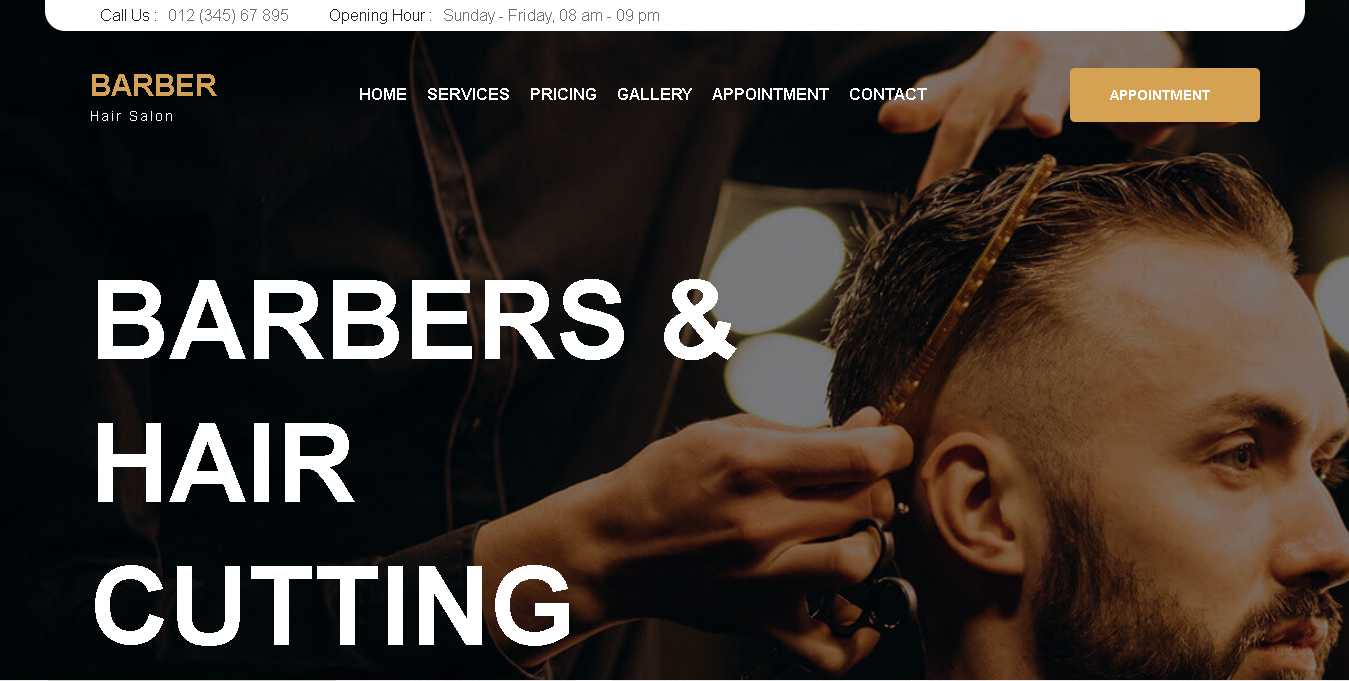 Call Us : 012 (345) 67 895 Opening Hour : Sunday - Friday, 08 am - 09 pm
BARBER
Hair Salon
HOME SERVICES PRICING GALLERY APPOINTMENT CONTACT
APPOINTMENT
BARBERS &
HAIR
CUTTING